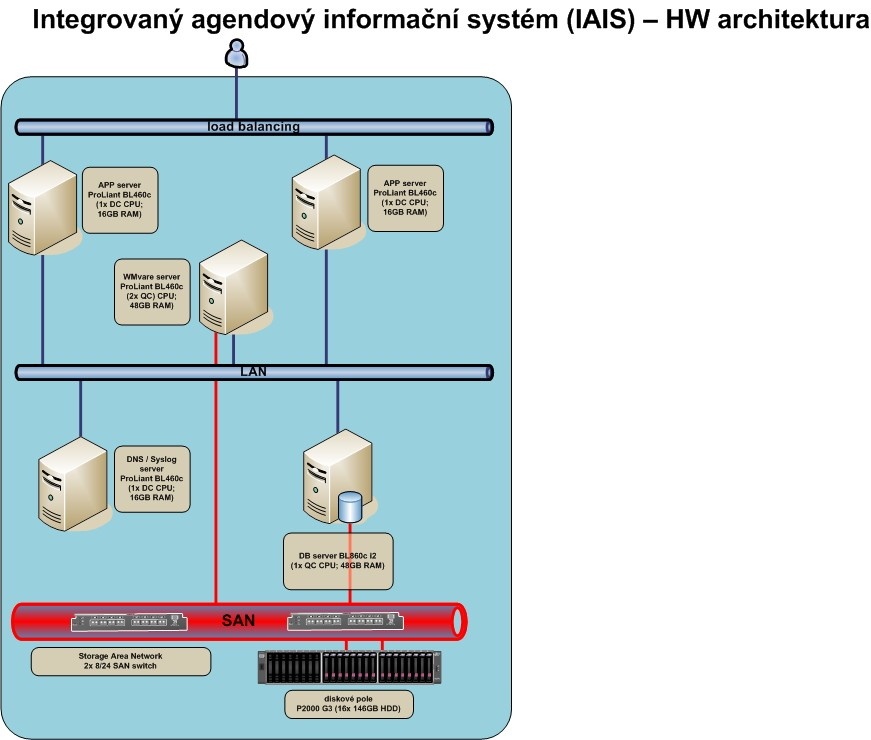 Integrovaný agendový informační systém (IAIS) – HW architektura
load balancing
APP server
ProLiant BL460c
(1x DC CPU;
16GB RAM)
APP server
ProLiant BL460c
(1x DC CPU;
16GB RAM)
WMvare server
ProLiant BL460c
(2x QC) CPU;
48GB RAM)
LAN
DNS / Syslog
server
ProLiant BL460c
(1x DC CPU;
16GB RAM)
DB server BL860c i2
(1x QC CPU; 48GB RAM)
SAN
Storage Area Network
2x 8/24 SAN switch
diskové pole
P2000 G3 (16x 146GB HDD)